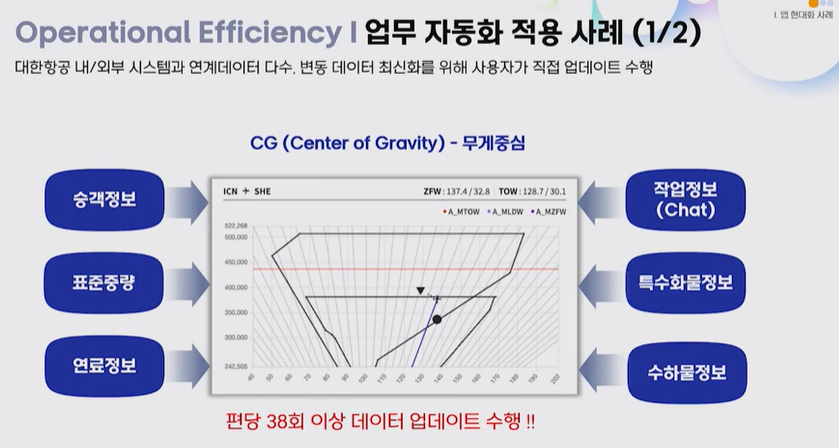 I. 앱 현대화 사례
Operational Efficiency I 업무 자동화 적용 사례 (1/2)
대한항공 내/외부 시스템과 연계데이터 다수, 변동 데이터 최신화를 위해 사용자가 직접 업데이트 수행
CG (Center of Gravity) - 무게중심
승객정보
표준중량
연료정보
ICN ✈ SHE
ZFW : 137.4 / 32.8 TOW : 128.7 / 30.1
• A_MTOW • A_MLDW • A_MZFW
522,268
500,000
450,000
400,000
350,000
300,000
242,505
40 50 60 70 80 90 100 110 120 130 140 150 160 170 180 190 202
작업정보
(Chat)
특수화물정보
수하물정보
편당 38회 이상 데이터 업데이트 수행 !!